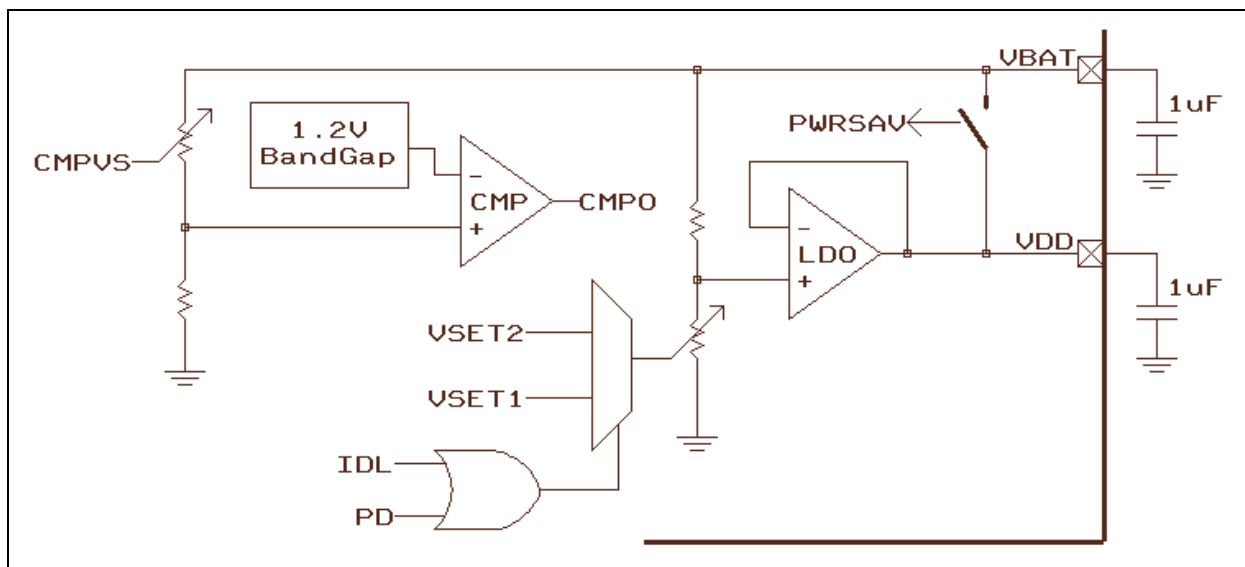 VBAT
1uF
1.2V
BandGap
PWRSAV
CMPVS
-
CMP
+
CMPO
VDD
-
LDO
+
1uF
VSET2
VSET1
IDL
PD